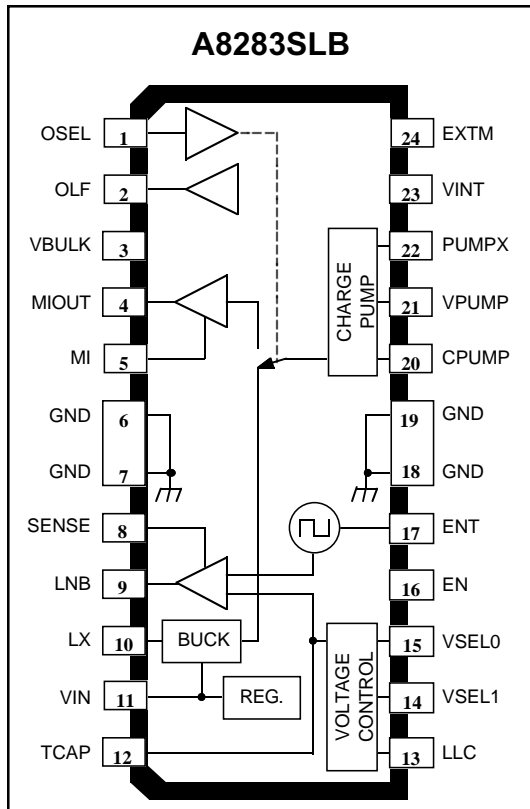 A8283SLB
OSEL 1
OLF 2
VBULK 3
MIOUT 4
MI 5
GND 6
GND 7
SENSE 8
LNB 9
LX 10
VIN 11
TCAP 12
24 EXTM
23 VINT
22 PUMPX
21 VPUMP
20 CPUMP
19 GND
18 GND
17 ENT
16 EN
15 VSEL0
14 VSEL1
13 LLC
CHARGE
PUMP
BUCK
REG.
VOLTAGE
CONTROL